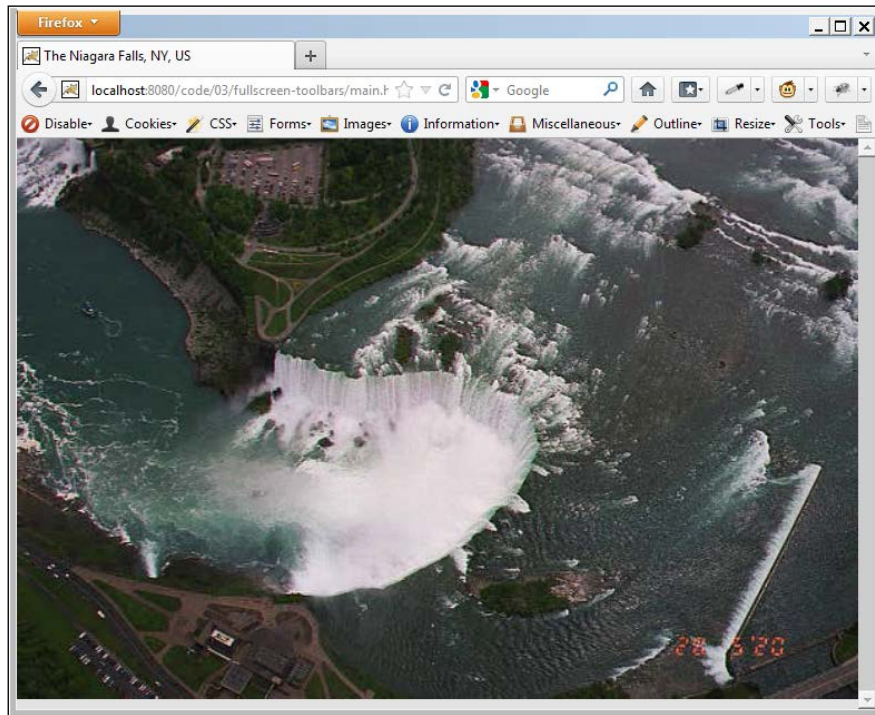 Firefox
The Niagara Falls, NY, US
localhost:8080/code/03/fullscreen-toolbars/main.h
Google
Disable Cookies CSS Forms Images Information Miscellaneous Outline Resize Tools
28. 5'20